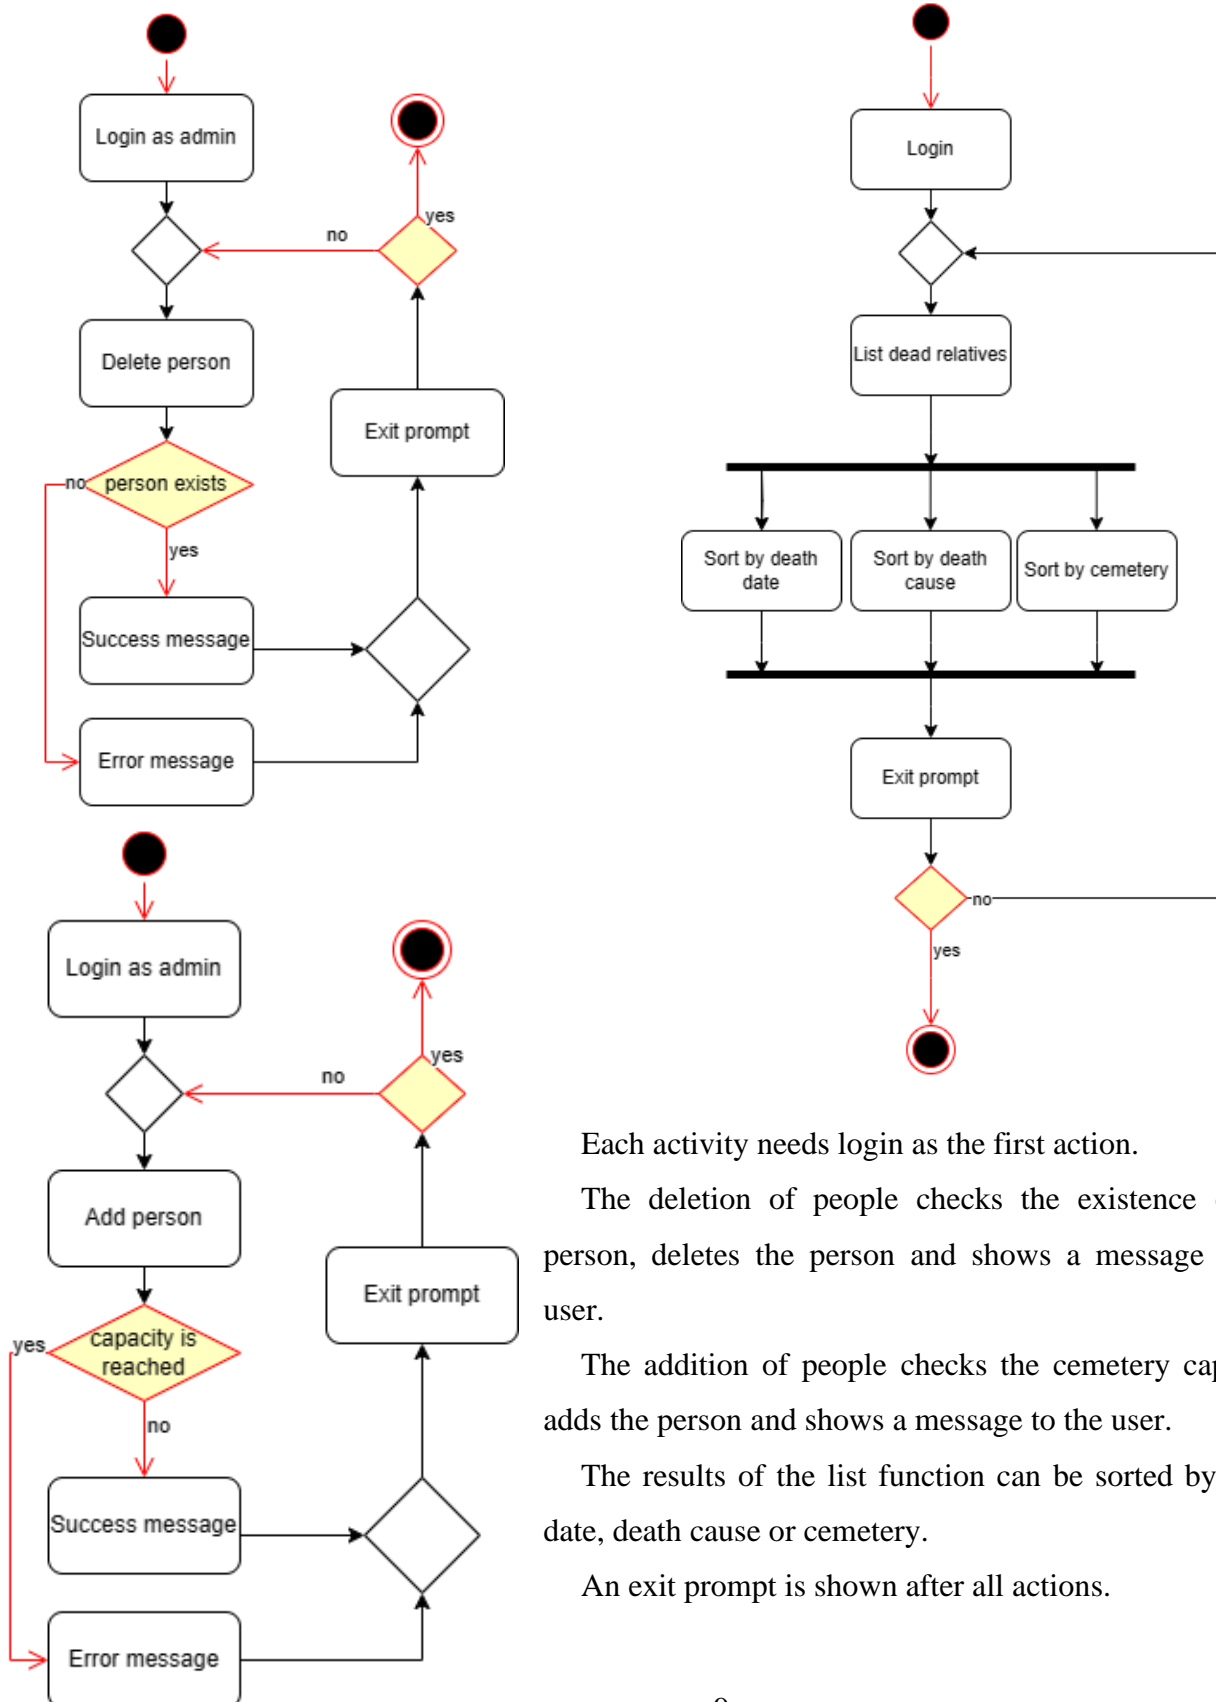 Login as admin
no
yes
Delete person
Exit prompt
person exists
no
yes
Success message
Error message
Login
List dead relatives
Sort by death
date
Sort by death
cause
Sort by cemetery
Exit prompt
no
yes
Login as admin
no
yes
Add person
Exit prompt
capacity is
reached
yes
no
Success message
Error message
Each activity needs login as the first action.
The deletion of people checks the existence
person, deletes the person and shows a message
user.
The addition of people checks the cemetery
adds the person and shows a message to the user.
The results of the list function can be sorted by
date, death cause or cemetery.
An exit prompt is shown after all actions.